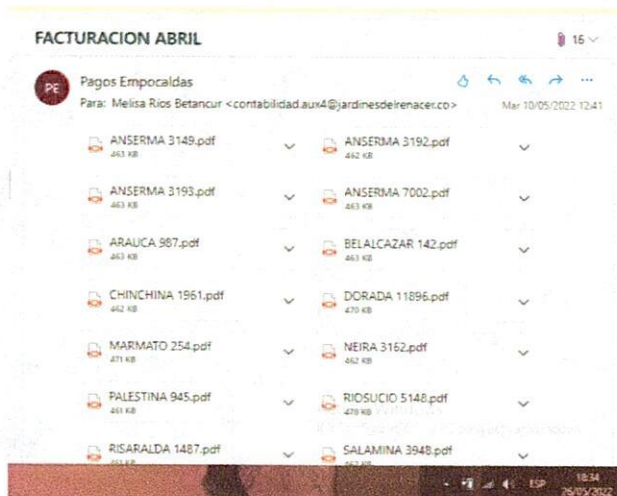 FACTURACION ABRIL
16
PE
Pagos Empocaldas
Para: Melisa Rios Betancur <contabilidad.aux4@jardinesdelrenacer.co>
Mar 10/05/2022 12:41
ANSERMA 3149.pdf
463 KB
ANSERMA 3192.pdf
462 KB
ANSERMA 3193.pdf
463 KB
ANSERMA 7002.pdf
463 KB
ARAUCA 987.pdf
463 KB
BELALCAZAR 142.pdf
463 KB
CHINCHINA 1961.pdf
462 KB
DORADA 11896.pdf
470 KB
MARMATO 254.pdf
471 KB
NEIRA 3162.pdf
462 KB
PALESTINA 945.pdf
461 KB
RIOSUCIO 5148.pdf
470 KB
RISARALDA 1487.pdf
SALAMINA 3948.pdf
ESP
18:34
26/05/2022